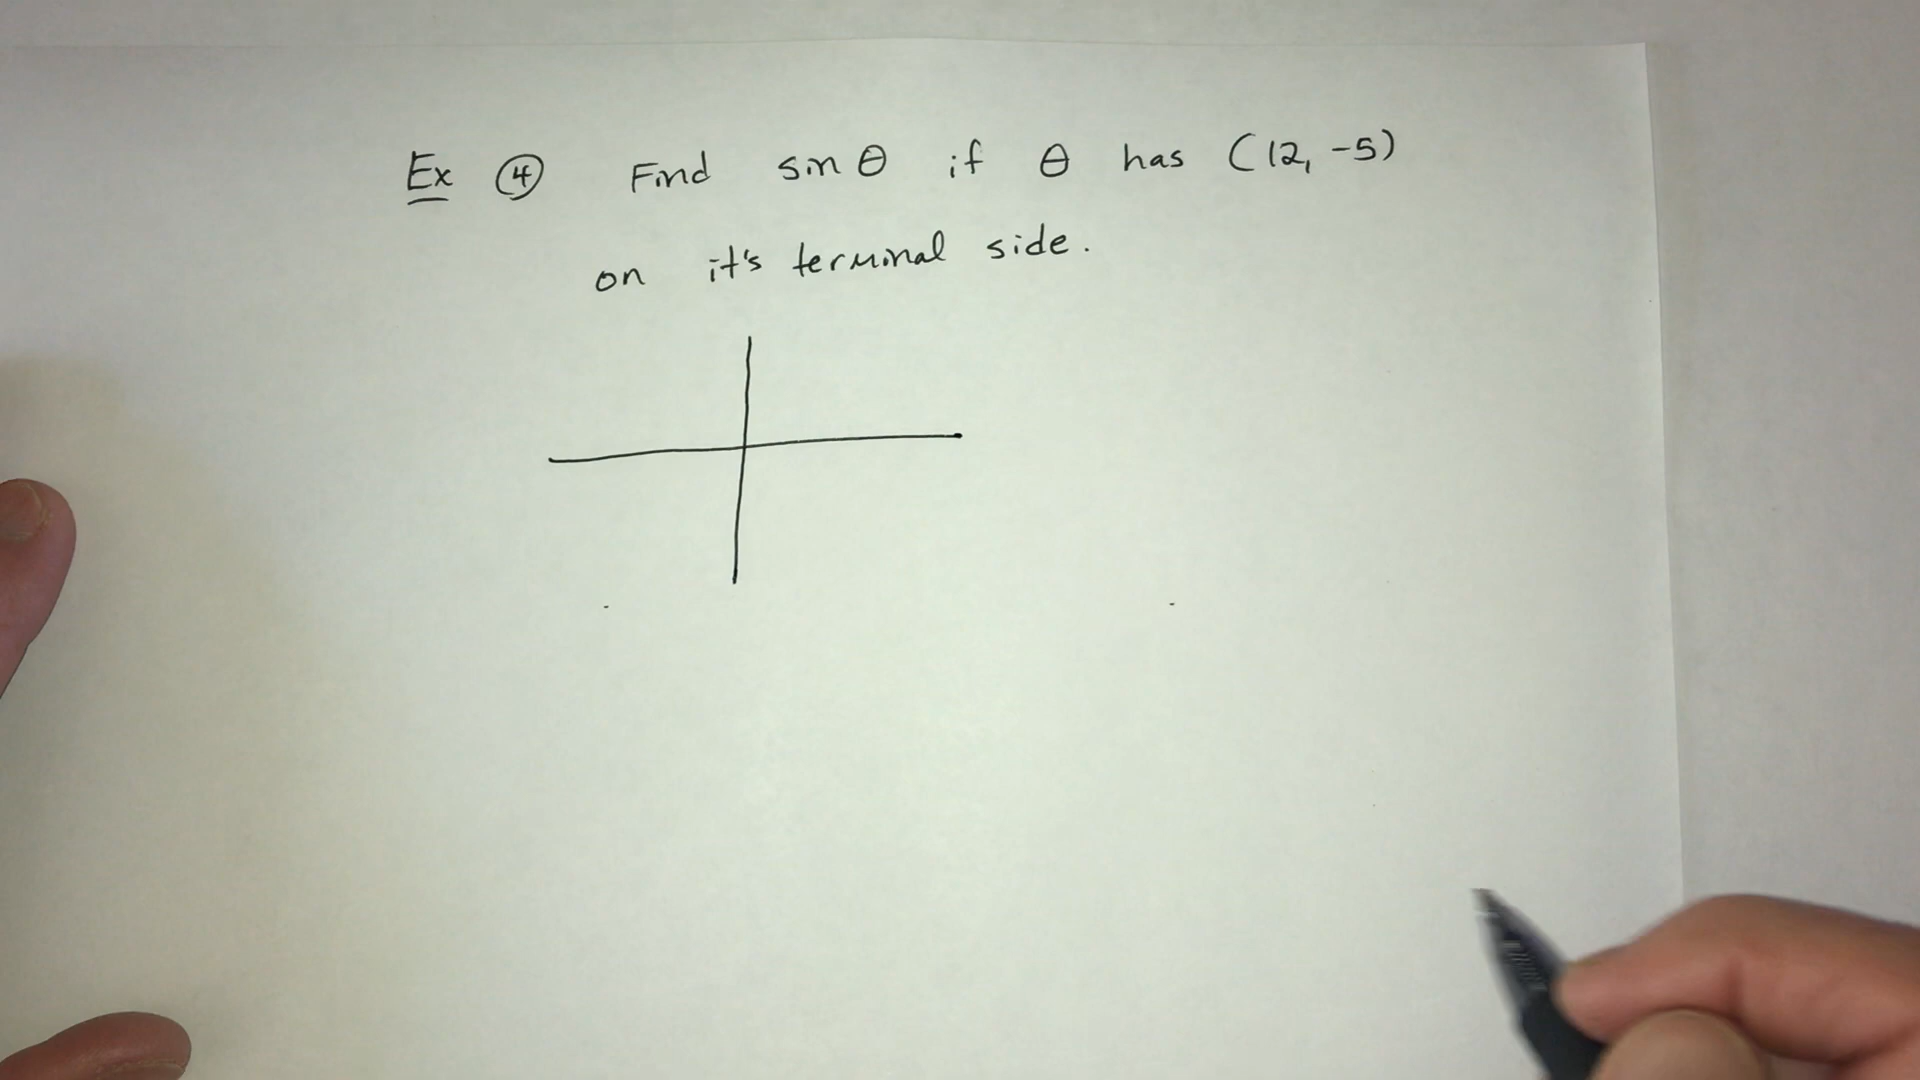 Ex ④ Find sin θ if θ has (12, -5)
on it's terminal side.